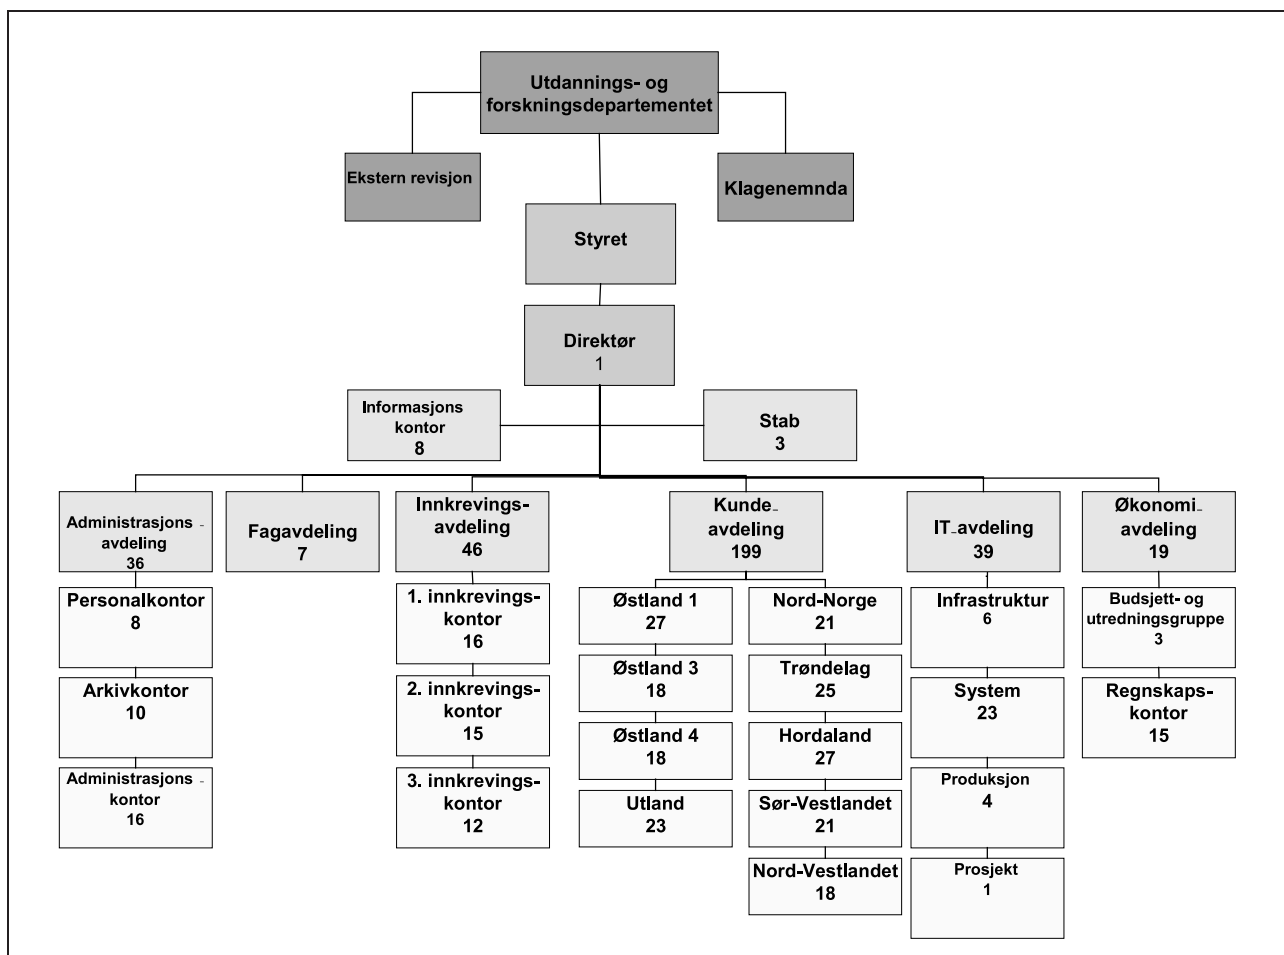 Utdannings- og
forskningsdepartementet
Ekstern revisjon
Klagenemnda
Styret
Direktør
1
Informasjons
kontor
8
Stab
3
Administrasjons -
avdeling
36
Fagavdeling
7
Innkrevings-
avdeling
46
Kunde-
avdeling
199
IT-avdeling
39
Økonomi-
avdeling
19
Personalkontor
8
Arkivkontor
10
Administrasjons -
kontor
16
1. innkrevings-
kontor
16
2. innkrevings-
kontor
15
3. innkrevings-
kontor
12
Østland 1
27
Østland 3
18
Østland 4
18
Utland
23
Nord-Norge
21
Trøndelag
25
Hordaland
27
Sør-Vestlandet
21
Nord-Vestlandet
18
Infrastruktur
6
System
23
Produksjon
4
Prosjekt
1
Budsjett- og
utredningsgruppe
3
Regnskaps-
kontor
15